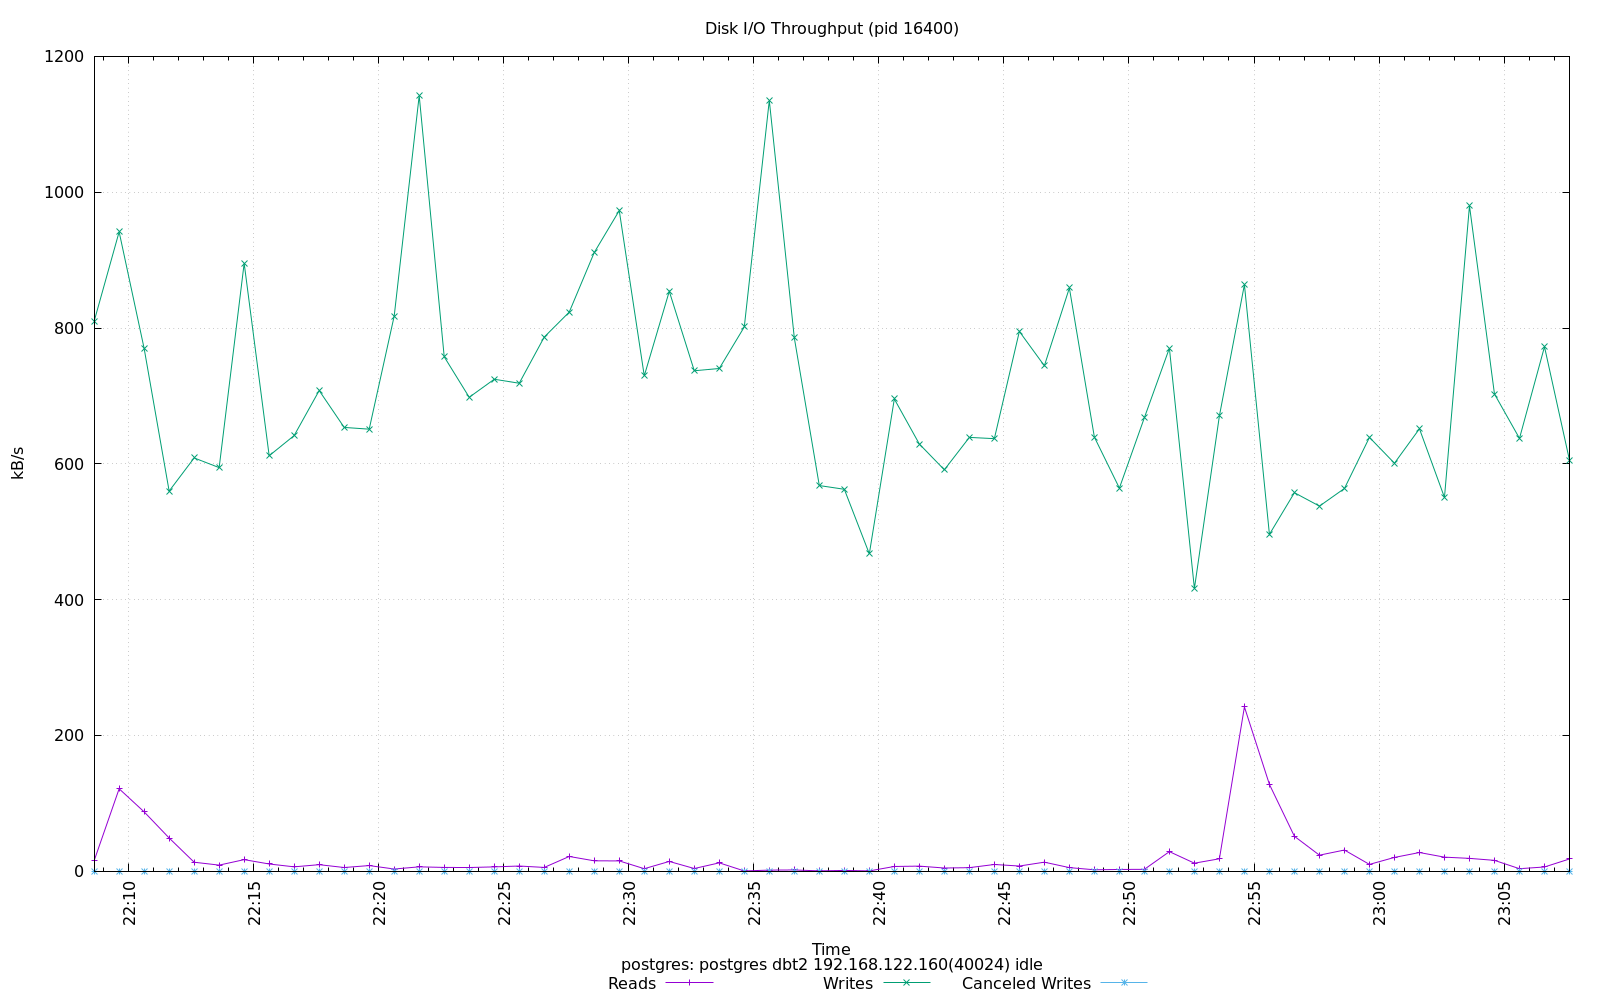 Disk I/O Throughput (pid 16400)
1200
1000
800
600
400
200
0
kB/s
22:10 22:15 22:20 22:25 22:30 22:35 22:40 22:45 22:50 22:55 23:00 23:05
Time
postgres: postgres dbt2 192.168.122.160(40024) idle
Reads Writes Canceled Writes